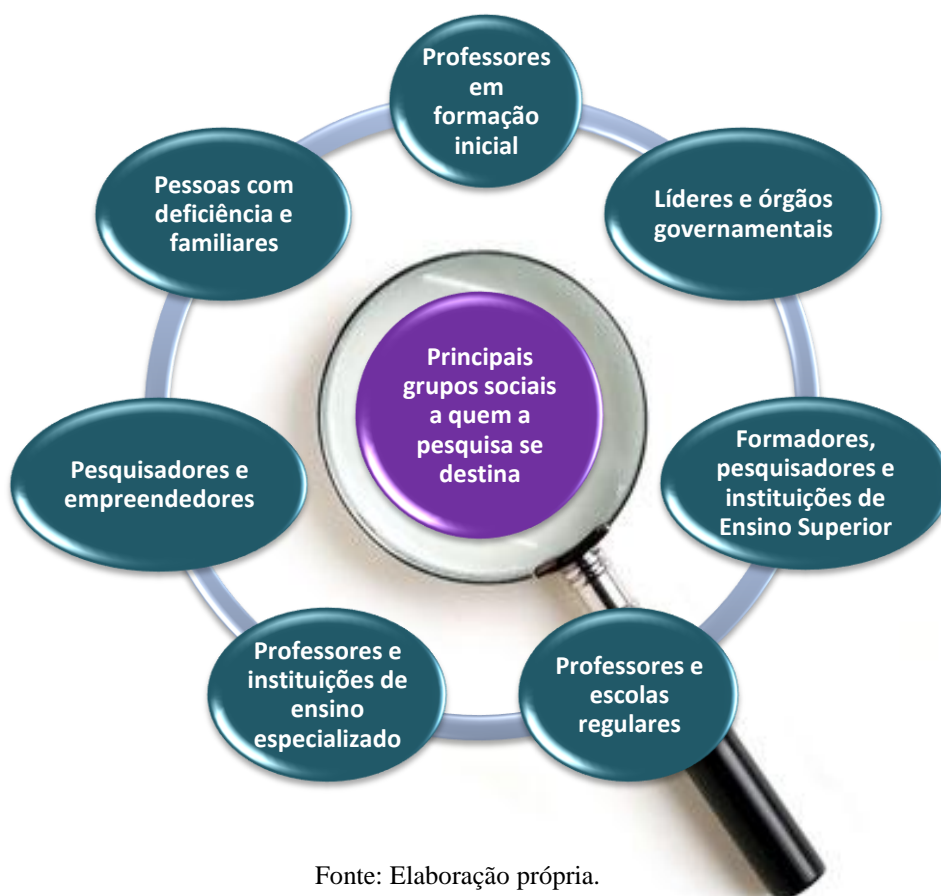 Professores
em
formação
inicial
Líderes e órgãos
governamentais
Formadores,
pesquisadores e
instituições de
Ensino Superior
Professores e
escolas
regulares
Professores e
instituições de
ensino
especializado
Pesquisadores e
empreendedores
Pessoas com
deficiência e
familiares
Principais
grupos sociais
a quem a
pesquisa se
destina
Fonte: Elaboração própria.